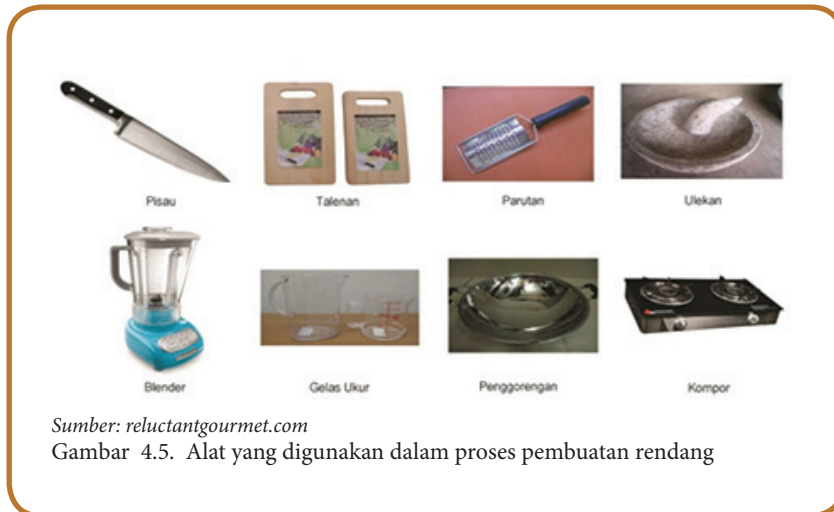 Pisau
Talenan
Parutan
Ulekan
Blender
Gelas Ukur
Penggorengan
Kompor
Sumber: reluctantgourmet.com
Gambar 4.5. Alat yang digunakan dalam proses pembuatan rendang